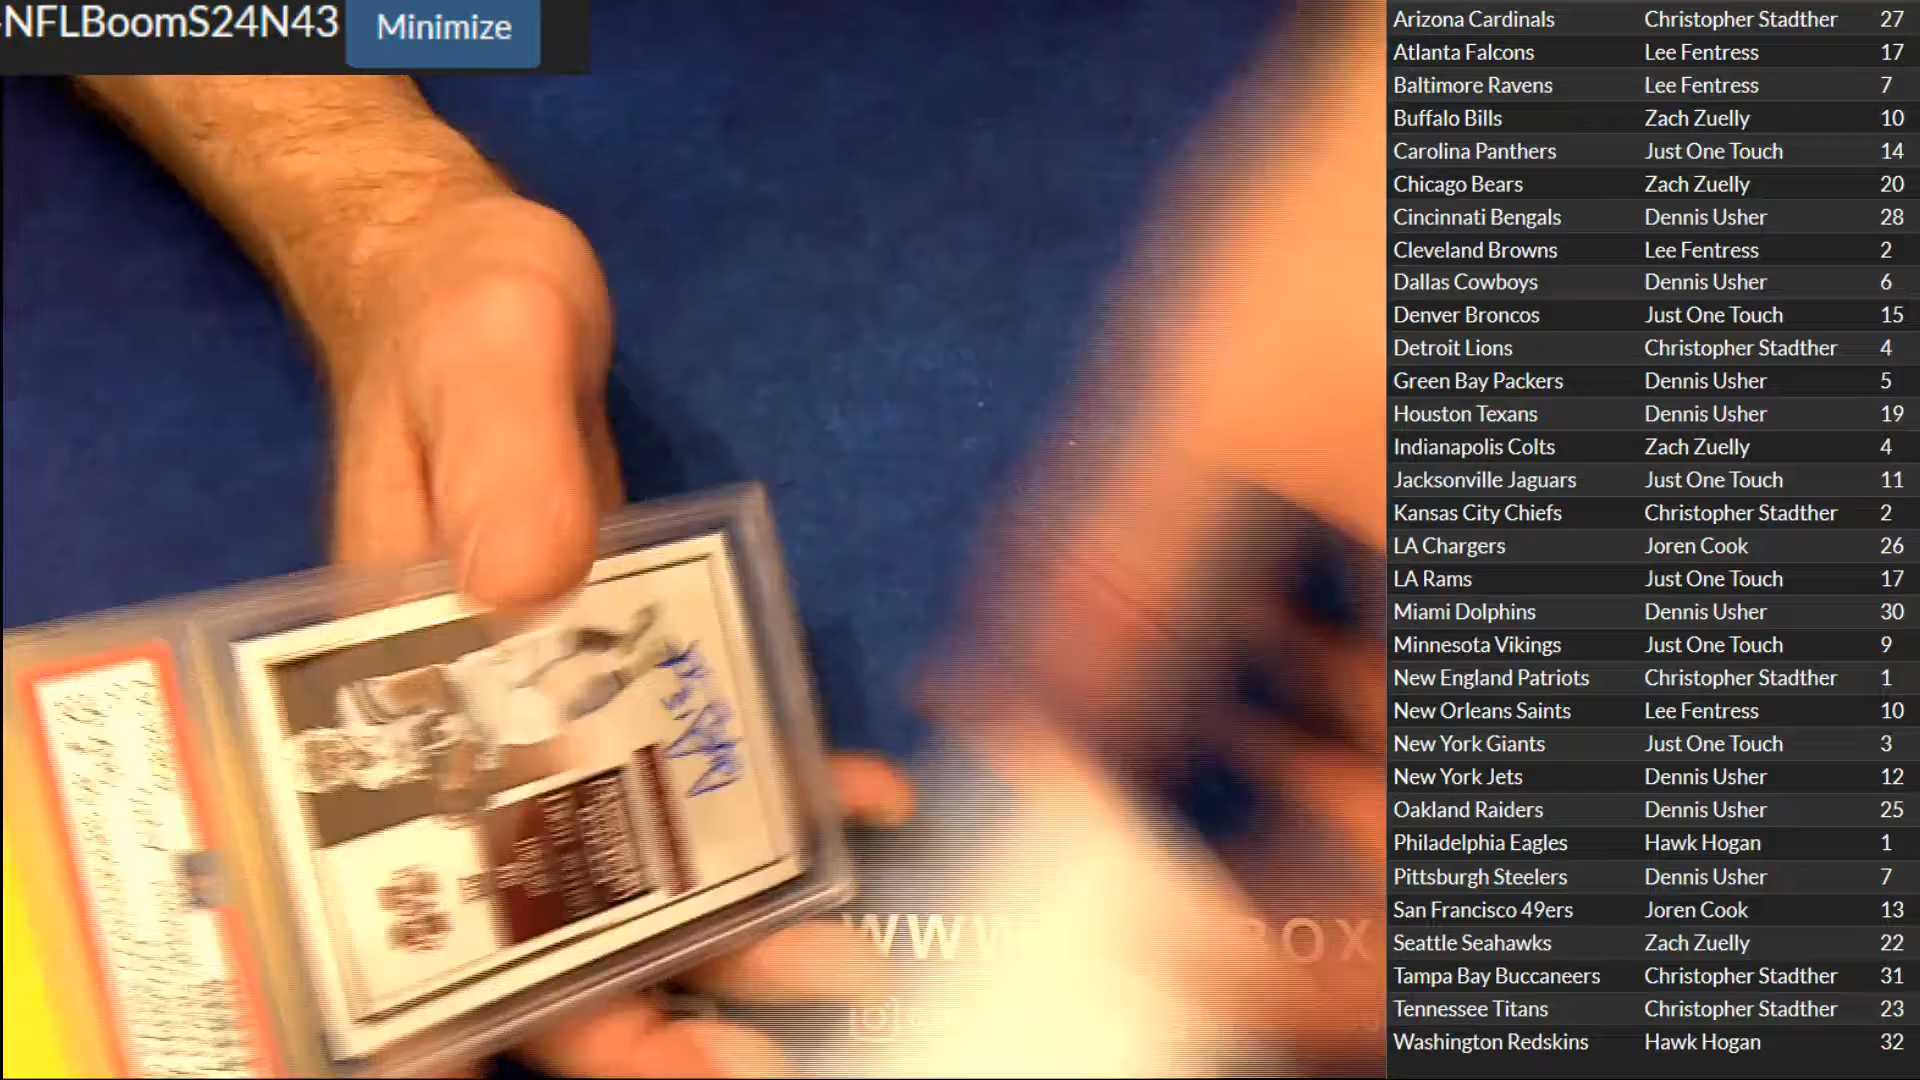 NFLBoomS24N43 Minimize
Arizona Cardinals Christopher Stadther 27
Atlanta Falcons Lee Fentress 17
Baltimore Ravens Lee Fentress 7
Buffalo Bills Zach Zuelly 10
Carolina Panthers Just One Touch 14
Chicago Bears Zach Zuelly 20
Cincinnati Bengals Dennis Usher 28
Cleveland Browns Lee Fentress 2
Dallas Cowboys Dennis Usher 6
Denver Broncos Just One Touch 15
Detroit Lions Christopher Stadther 4
Green Bay Packers Dennis Usher 5
Houston Texans Dennis Usher 19
Indianapolis Colts Zach Zuelly 4
Jacksonville Jaguars Just One Touch 11
Kansas City Chiefs Christopher Stadther 2
LA Chargers Joren Cook 26
LA Rams Just One Touch 17
Miami Dolphins Dennis Usher 30
Minnesota Vikings Just One Touch 9
New England Patriots Christopher Stadther 1
New Orleans Saints Lee Fentress 10
New York Giants Just One Touch 3
New York Jets Dennis Usher 12
Oakland Raiders Dennis Usher 25
Philadelphia Eagles Hawk Hogan 1
Pittsburgh Steelers Dennis Usher 7
San Francisco 49ers Joren Cook 13
Seattle Seahawks Zach Zuelly 22
Tampa Bay Buccaneers Christopher Stadther 31
Tennessee Titans Christopher Stadther 23
Washington Redskins Hawk Hogan 32